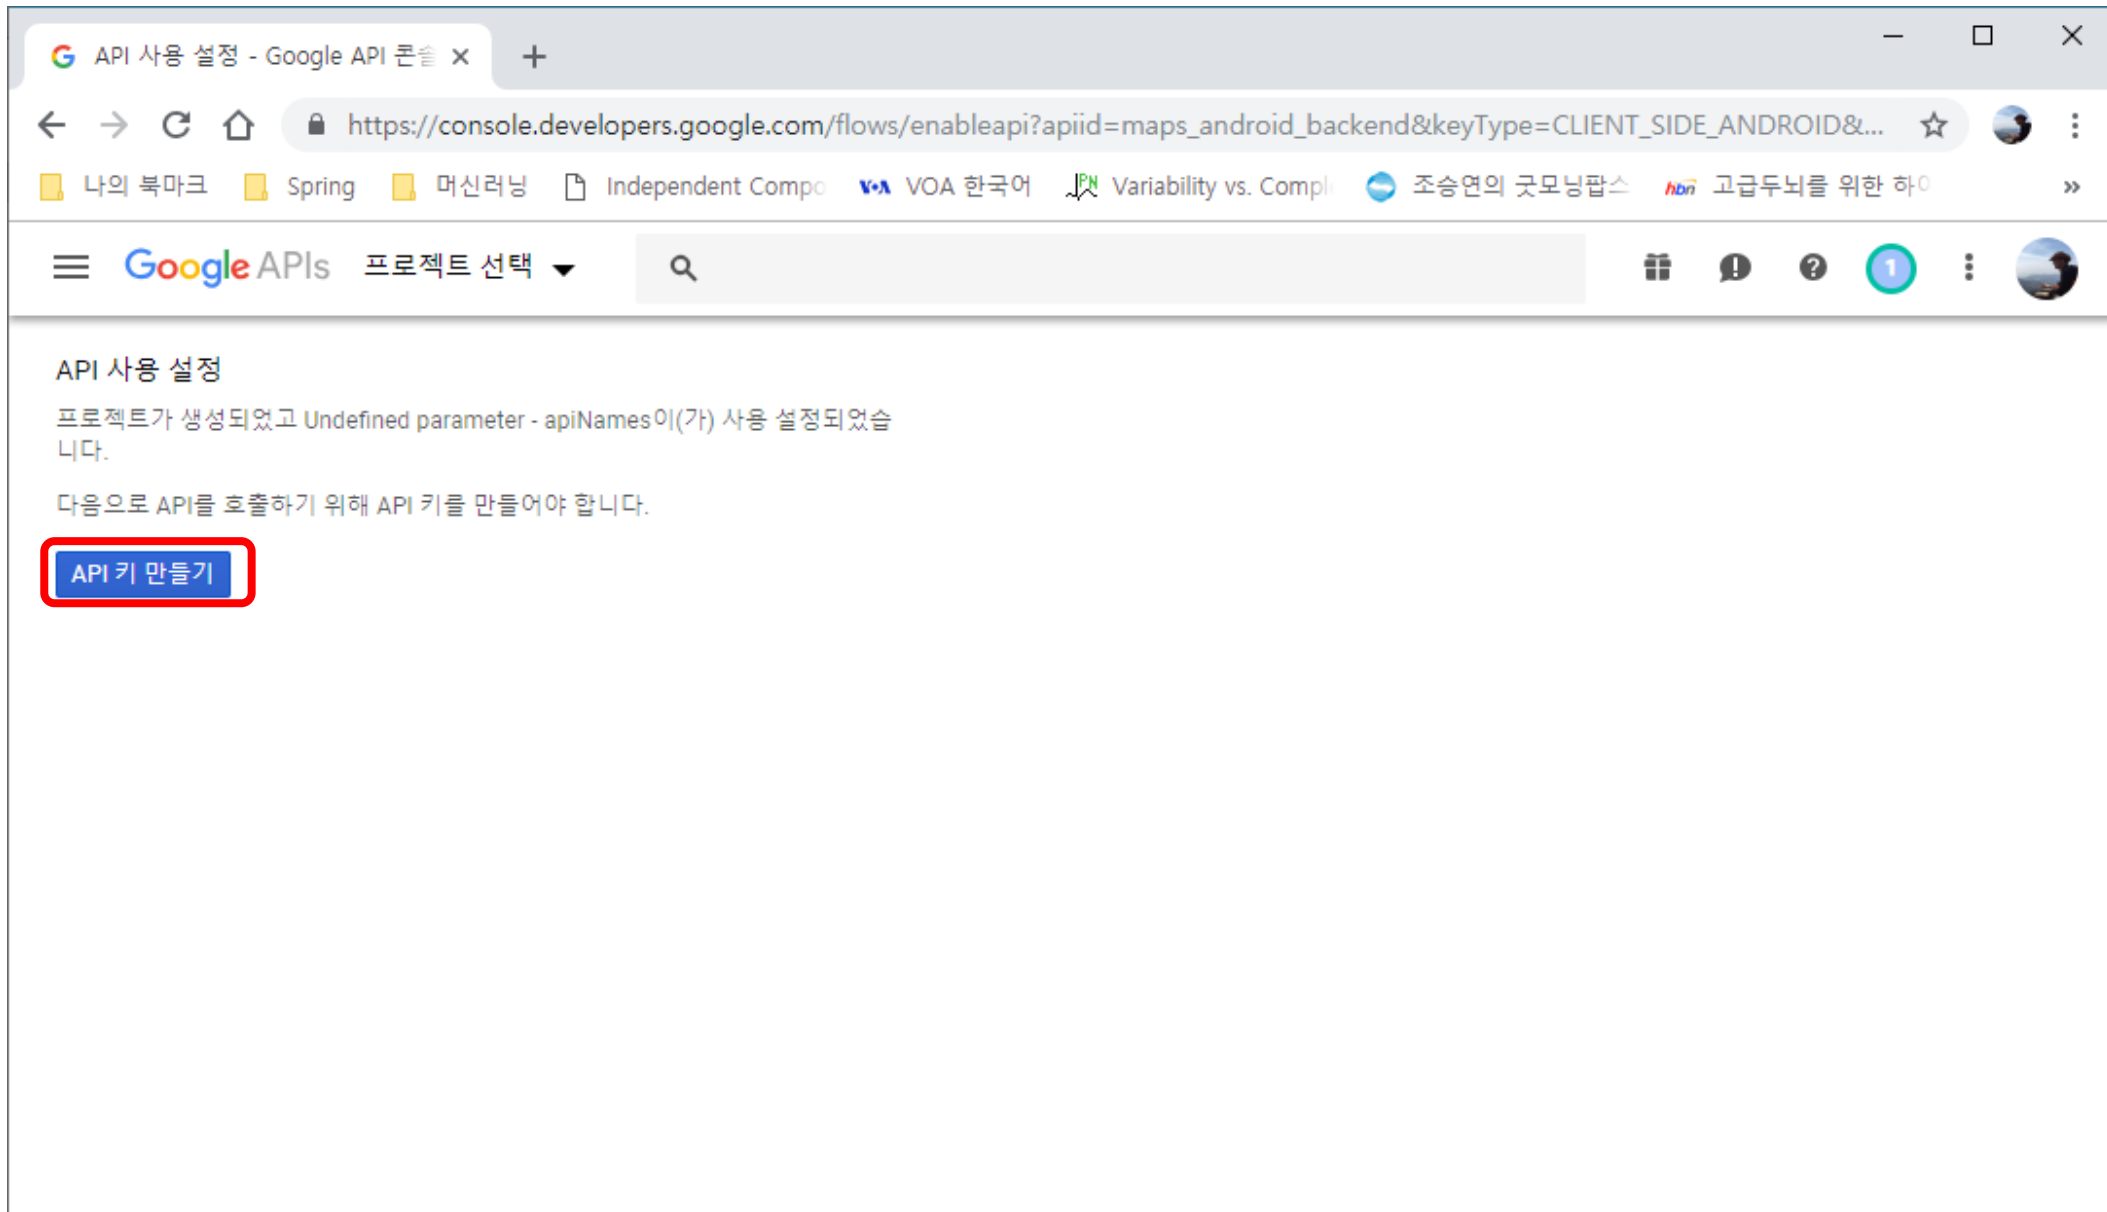 API 사용 설정 - Google API 콘솔
https://console.developers.google.com/flows/enableapi?apiid=maps_android_backend&keyType=CLIENT_SIDE_ANDROID&...
나의 북마크 Spring 머신러닝 Independent Compo VOA VOA 한국어 JPN Variability vs. Compl 조승연의 굿모닝팝스 hbn 고급두뇌를 위한 하이
Google APIs 프로젝트 선택 1
API 사용 설정
프로젝트가 생성되었고 Undefined parameter - apiNames이(가) 사용 설정되었습
니다.
다음으로 API를 호출하기 위해 API 키를 만들어야 합니다.
API 키 만들기